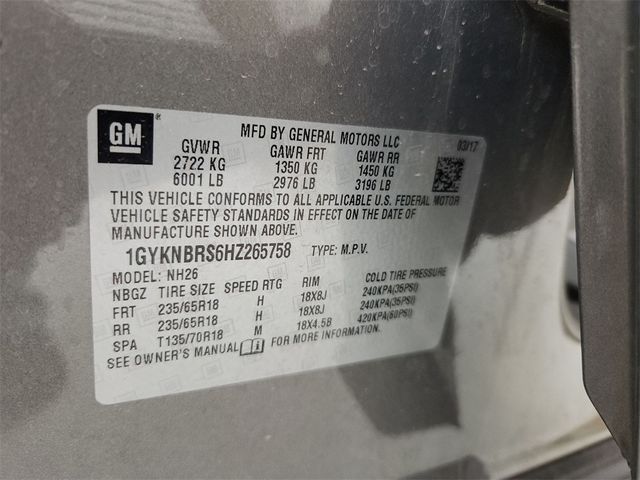 GM
MFD BY GENERAL MOTORS LLC
03/17
GVWR GAWR FRT GAWR RR
2722 KG 1350 KG 1450 KG
6001 LB 2976 LB 3196 LB
THIS VEHICLE CONFORMS TO ALL APPLICABLE U.S. FEDERAL MOTOR
VEHICLE SAFETY STANDARDS IN EFFECT ON THE DATE OF
MANUFACTURE SHOWN ABOVE.
1GYKNBRS6HZ265758 TYPE: M.P.V.
MODEL: NH26
NBGZ TIRE SIZE SPEED RTG RIM COLD TIRE PRESSURE
FRT 235/65R18 H 18X8J 240KPA(35PSI)
RR 235/65R18 H 18X8J 240KPA(35PSI)
SPA T135/70R18 M 18X4.5B 420KPA(60PSI)
SEE OWNER'S MANUAL FOR MORE INFORMATION.